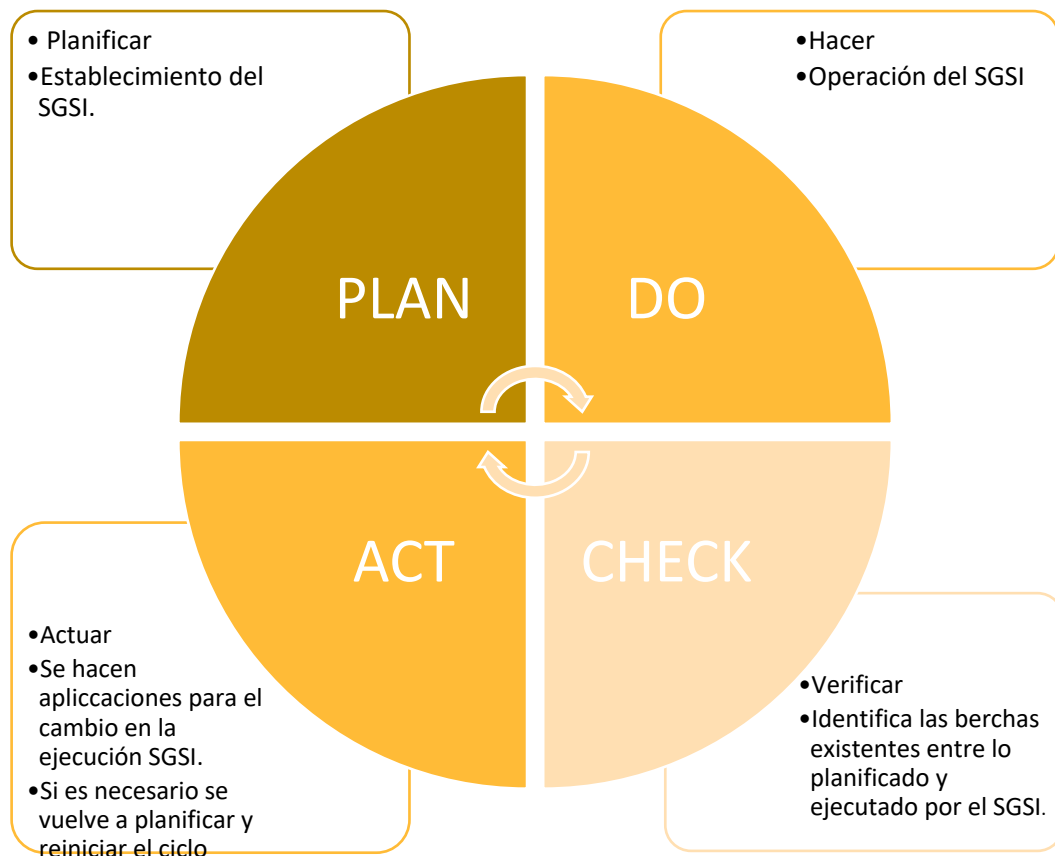 • Planificar
•Establecimiento del
SGSI.
•Hacer
•Operación del SGSI
PLAN
DO
ACT
CHECK
•Actuar
•Se hacen
apliccaciones para el
cambio en la
ejecución SGSI.
•Si es necesario se
vuelve a planificar y
reiniciar el ciclo
•Verificar
•Identifica las berchas
existentes entre lo
planificado y
ejecutado por el SGSI.